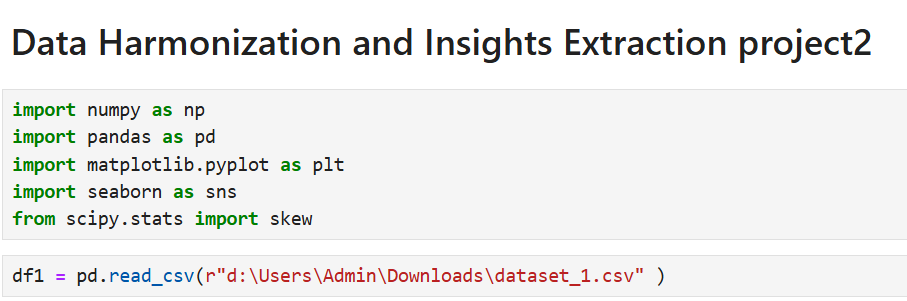 Data Harmonization and Insights Extraction project2
import numpy as np
import pandas as pd
import matplotlib.pyplot as plt
import seaborn as sns
from scipy.stats import skew
df1 = pd.read_csv(r"d:\Users\Admin\Downloads\dataset_1.csv" )